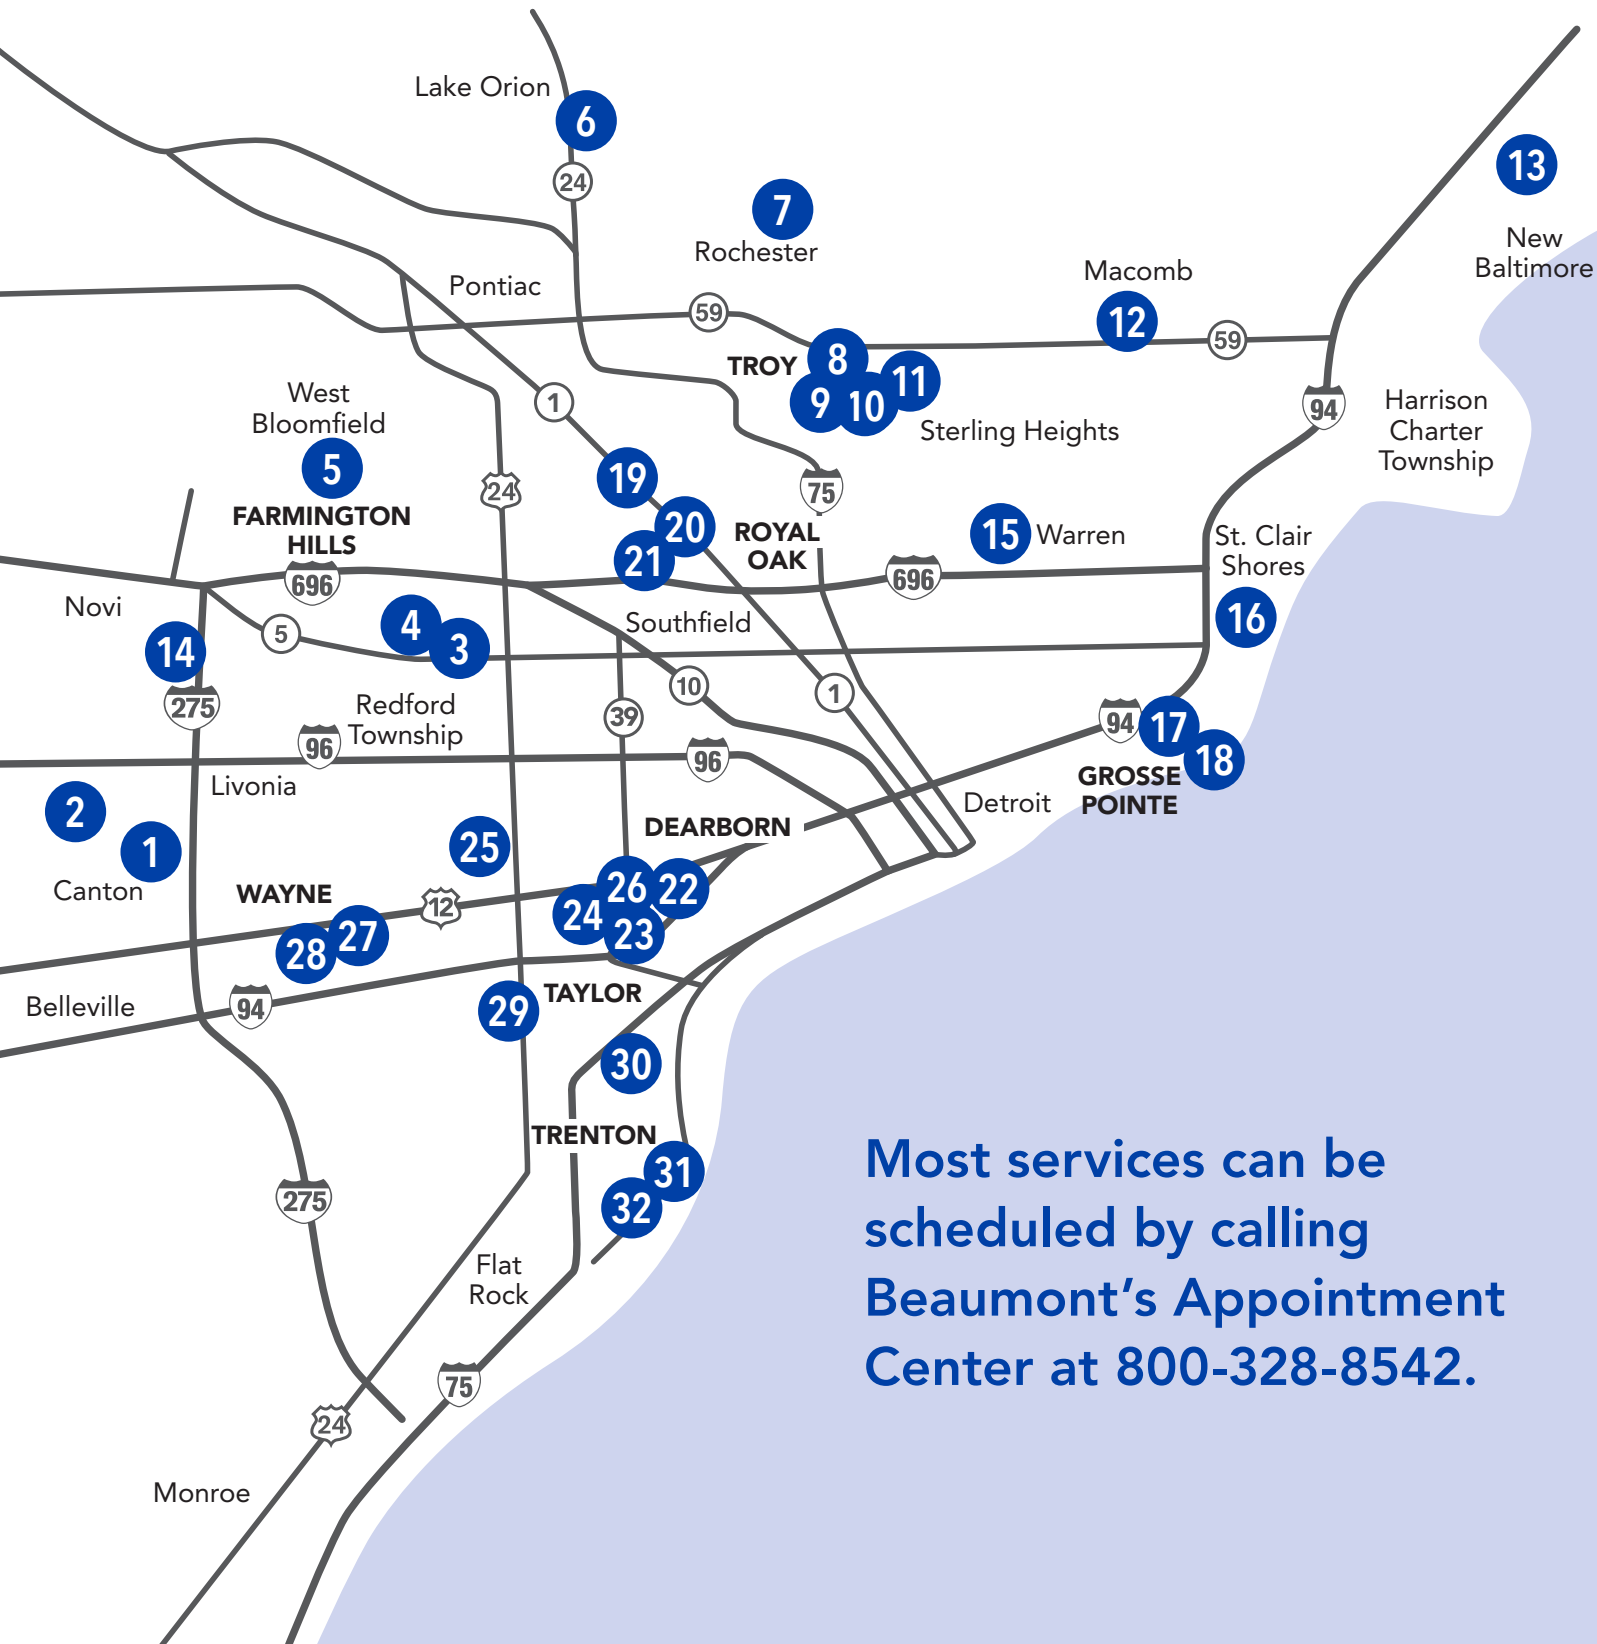 Lake Orion
6
24
13
7
Rochester
New
Baltimore
Macomb
Pontiac
59
12
59
TROY
8
11
9
10
Sterling Heights
West
Bloomfield
5
1
94
Harrison
Charter
Township
FARMINGTON
HILLS
696
24
19
75
20
21
ROYAL
OAK
15
Warren
696
St. Clair
Shores
16
Novi
14
275
5
4
3
Southfield
10
39
1
Redford
Township
96
96
94
17
18
GROSSE
POINTE
Livonia
2
1
Canton
Detroit
DEARBORN
25
WAYNE
12
26
22
24
23
28
27
Belleville
94
29
TAYLOR
30
TRENTON
31
32
275
Flat
Rock
75
24
Monroe
Most services can be
scheduled by calling
Beaumont’s Appointment
Center at 800-328-8542.